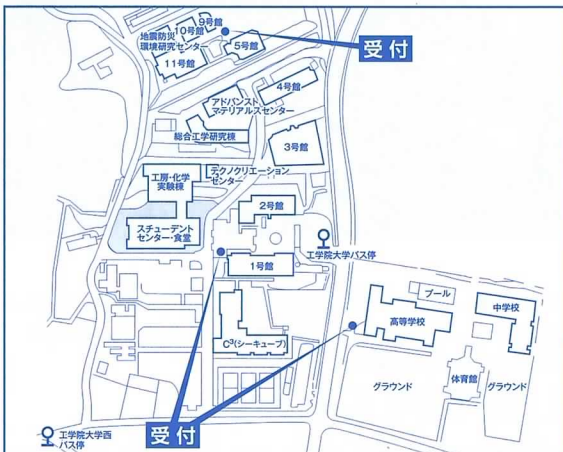 9号館
10号館
地震防災
環境研究センター
5号館
受付
11号館
4号館
アドバンスト
マテリアルスセンター
総合工学研究棟
3号館
工房・化学
実験棟
テクノクリエーション
センター
2号館
スチューデント
センター・食堂
工学院大学バス停
1号館
プール
中学校
高等学校
C³(シーキューブ)
グラウンド
体育館
グラウンド
工学院大学西
バス停
受付